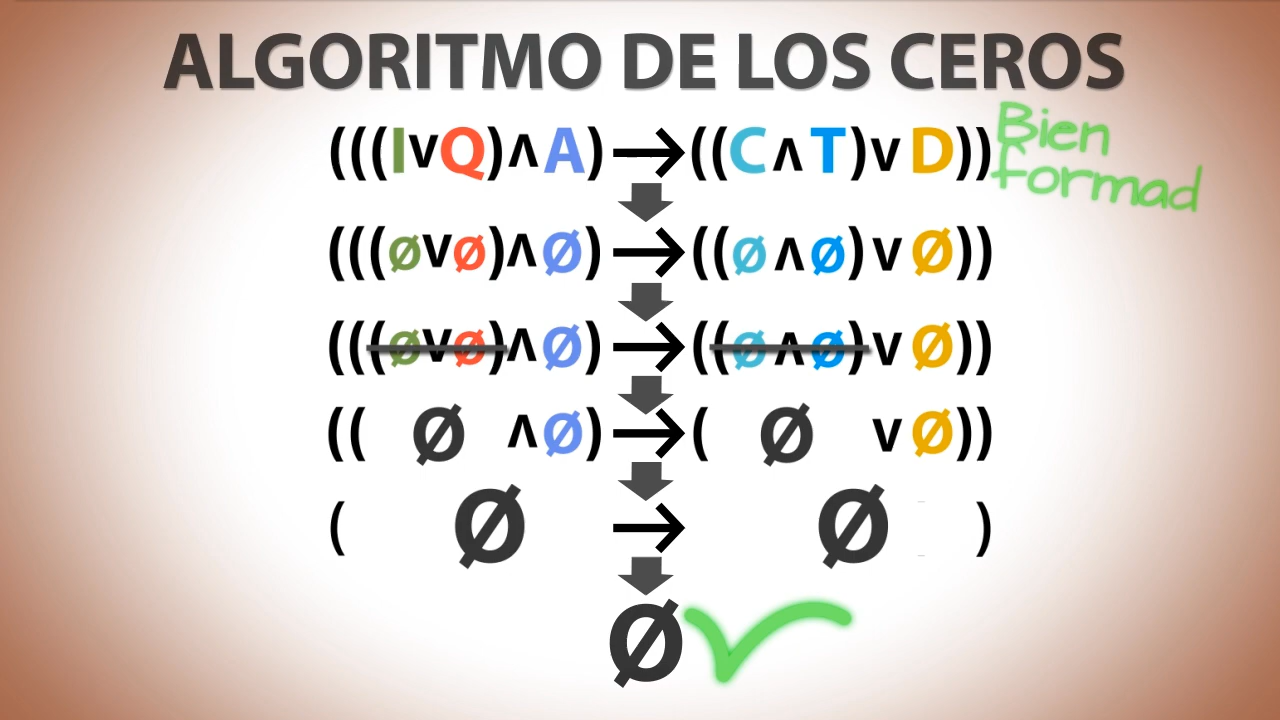 ALGORITMO DE LOS CEROS
(((I∨Q)∧A)→((C∧T)∨D))
Bien
formad
(((Ø∨Ø)∧Ø)→((Ø∧Ø)∨Ø))
(((Ø∨Ø)∧Ø)→((Ø∧Ø)∨Ø))
((Ø∧Ø)→(Ø∨Ø))
(Ø→Ø)
Ø